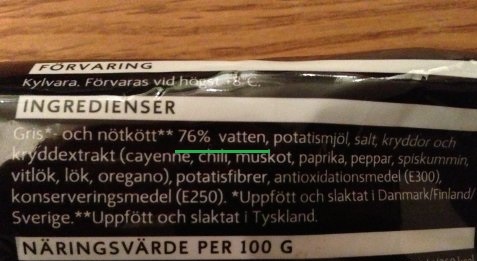 FÖRVARING
Kylvara. Förvaras vid högst +8°C.
INGREDIENSER
Gris* och nötkött** 76% vatten, potatismjöl, salt, kryddor och
kryddextrakt (cayenne, chili, muskot, paprika, peppar, spiskummin,
vitlök, lök, oregano), potatisfibrer, antioxidationsmedel (E300),
konserveringsmedel (E250). *Uppfött och slaktat i Danmark/Finland/
Sverige.**Uppfött och slaktat i Tyskland.
NÄRINGSVÄRDE PER 100 G